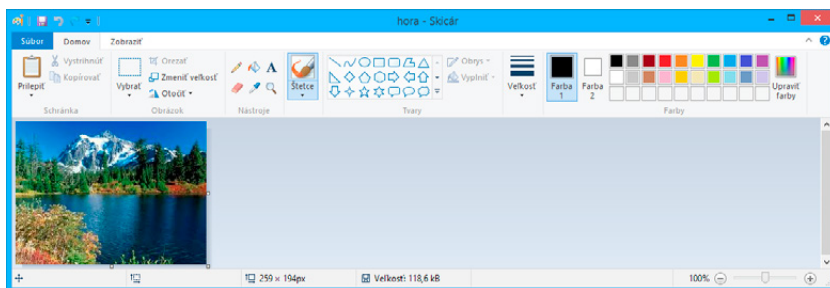 hora - Skicár
Súbor Domov Zobraziť
Prilepiť
Vystrihnúť
Kopírovať
Schránka
Vybrať
Orezať
Zmeniť veľkosť
Otočiť
Obrázok
A
Nástroje
Štetce
Obrys
Vyplniť
Tvary
Veľkosť
Farba
1
Farba
2
Upraviť
farby
Farby
259 × 194px
Veľkosť: 118,6 kB
100%